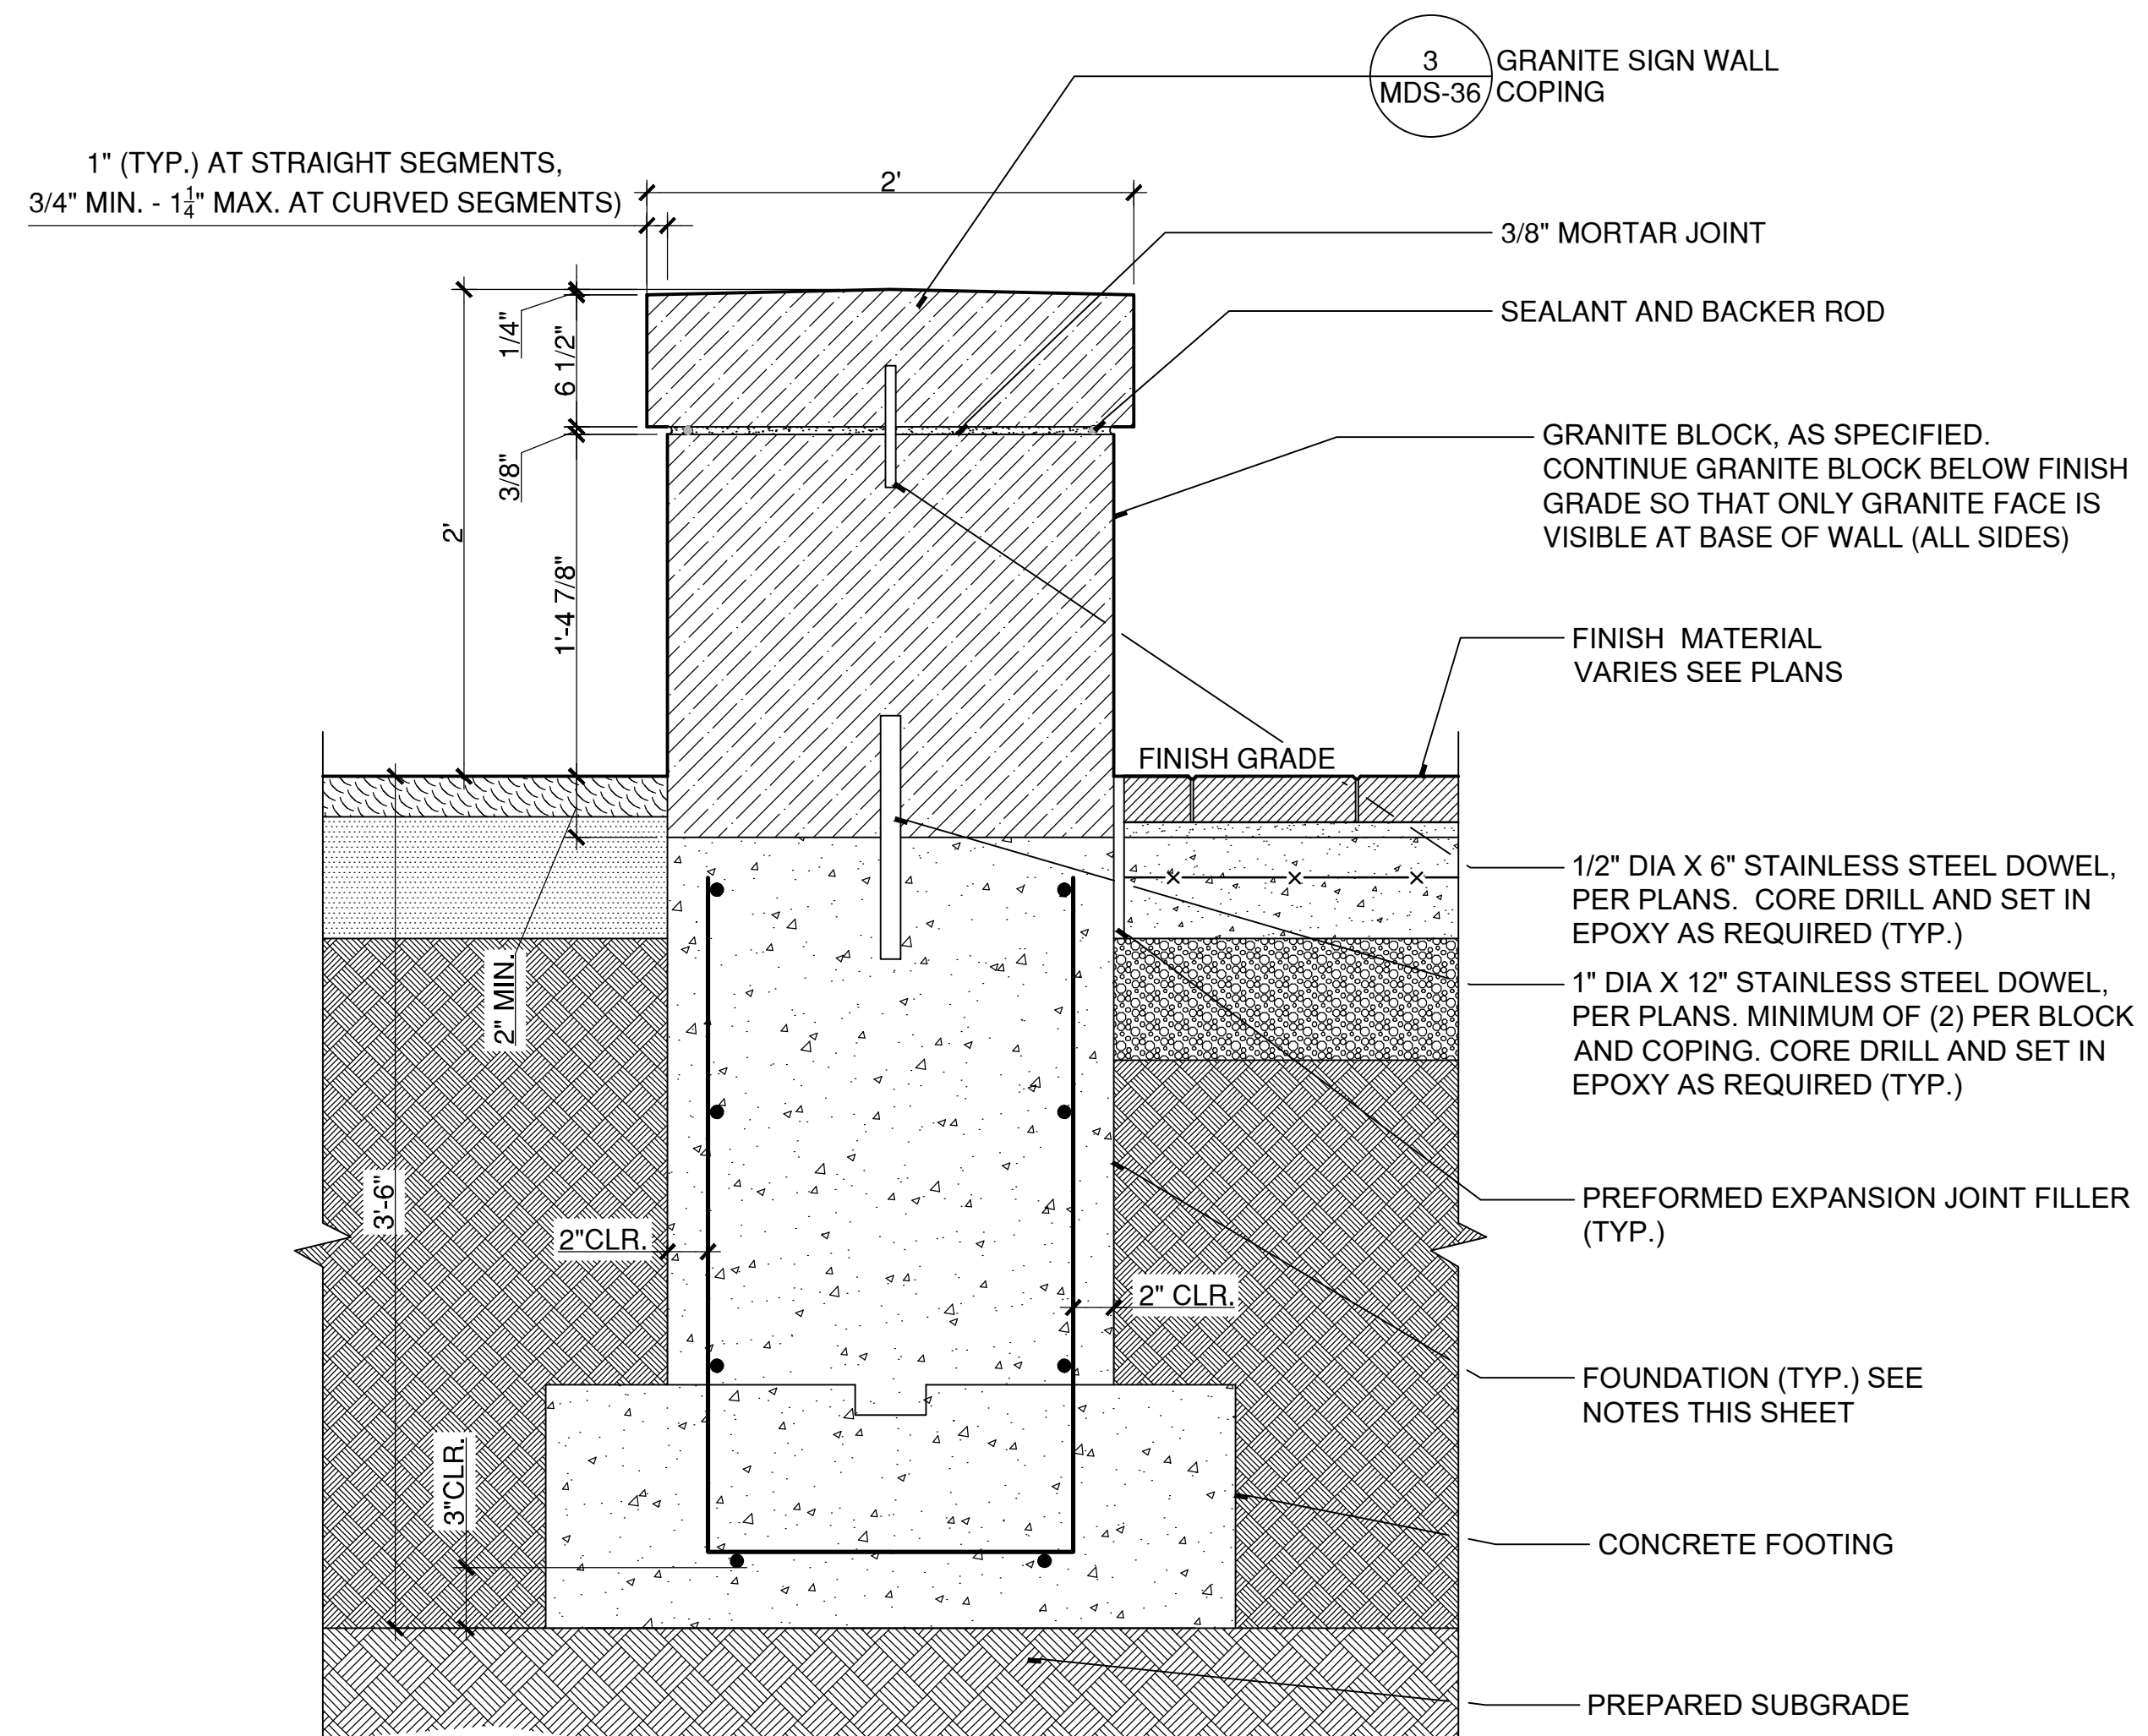 3
MDS-36
GRANITE SIGN WALL
COPING
1" (TYP.) AT STRAIGHT SEGMENTS,
3/4" MIN. - 1 1/4" MAX. AT CURVED SEGMENTS)
2'
3/8" MORTAR JOINT
SEALANT AND BACKER ROD
1/4"
6 1/2"
3/8"
2'
1'-4 7/8"
GRANITE BLOCK, AS SPECIFIED.
CONTINUE GRANITE BLOCK BELOW FINISH
GRADE SO THAT ONLY GRANITE FACE IS
VISIBLE AT BASE OF WALL (ALL SIDES)
FINISH MATERIAL
VARIES SEE PLANS
FINISH GRADE
1/2" DIA X 6" STAINLESS STEEL DOWEL,
PER PLANS. CORE DRILL AND SET IN
EPOXY AS REQUIRED (TYP.)
1" DIA X 12" STAINLESS STEEL DOWEL,
PER PLANS. MINIMUM OF (2) PER BLOCK
AND COPING. CORE DRILL AND SET IN
EPOXY AS REQUIRED (TYP.)
2" MIN.
3'-6"
PREFORMED EXPANSION JOINT FILLER
(TYP.)
2"CLR.
2" CLR.
FOUNDATION (TYP.) SEE
NOTES THIS SHEET
3"CLR.
CONCRETE FOOTING
PREPARED SUBGRADE